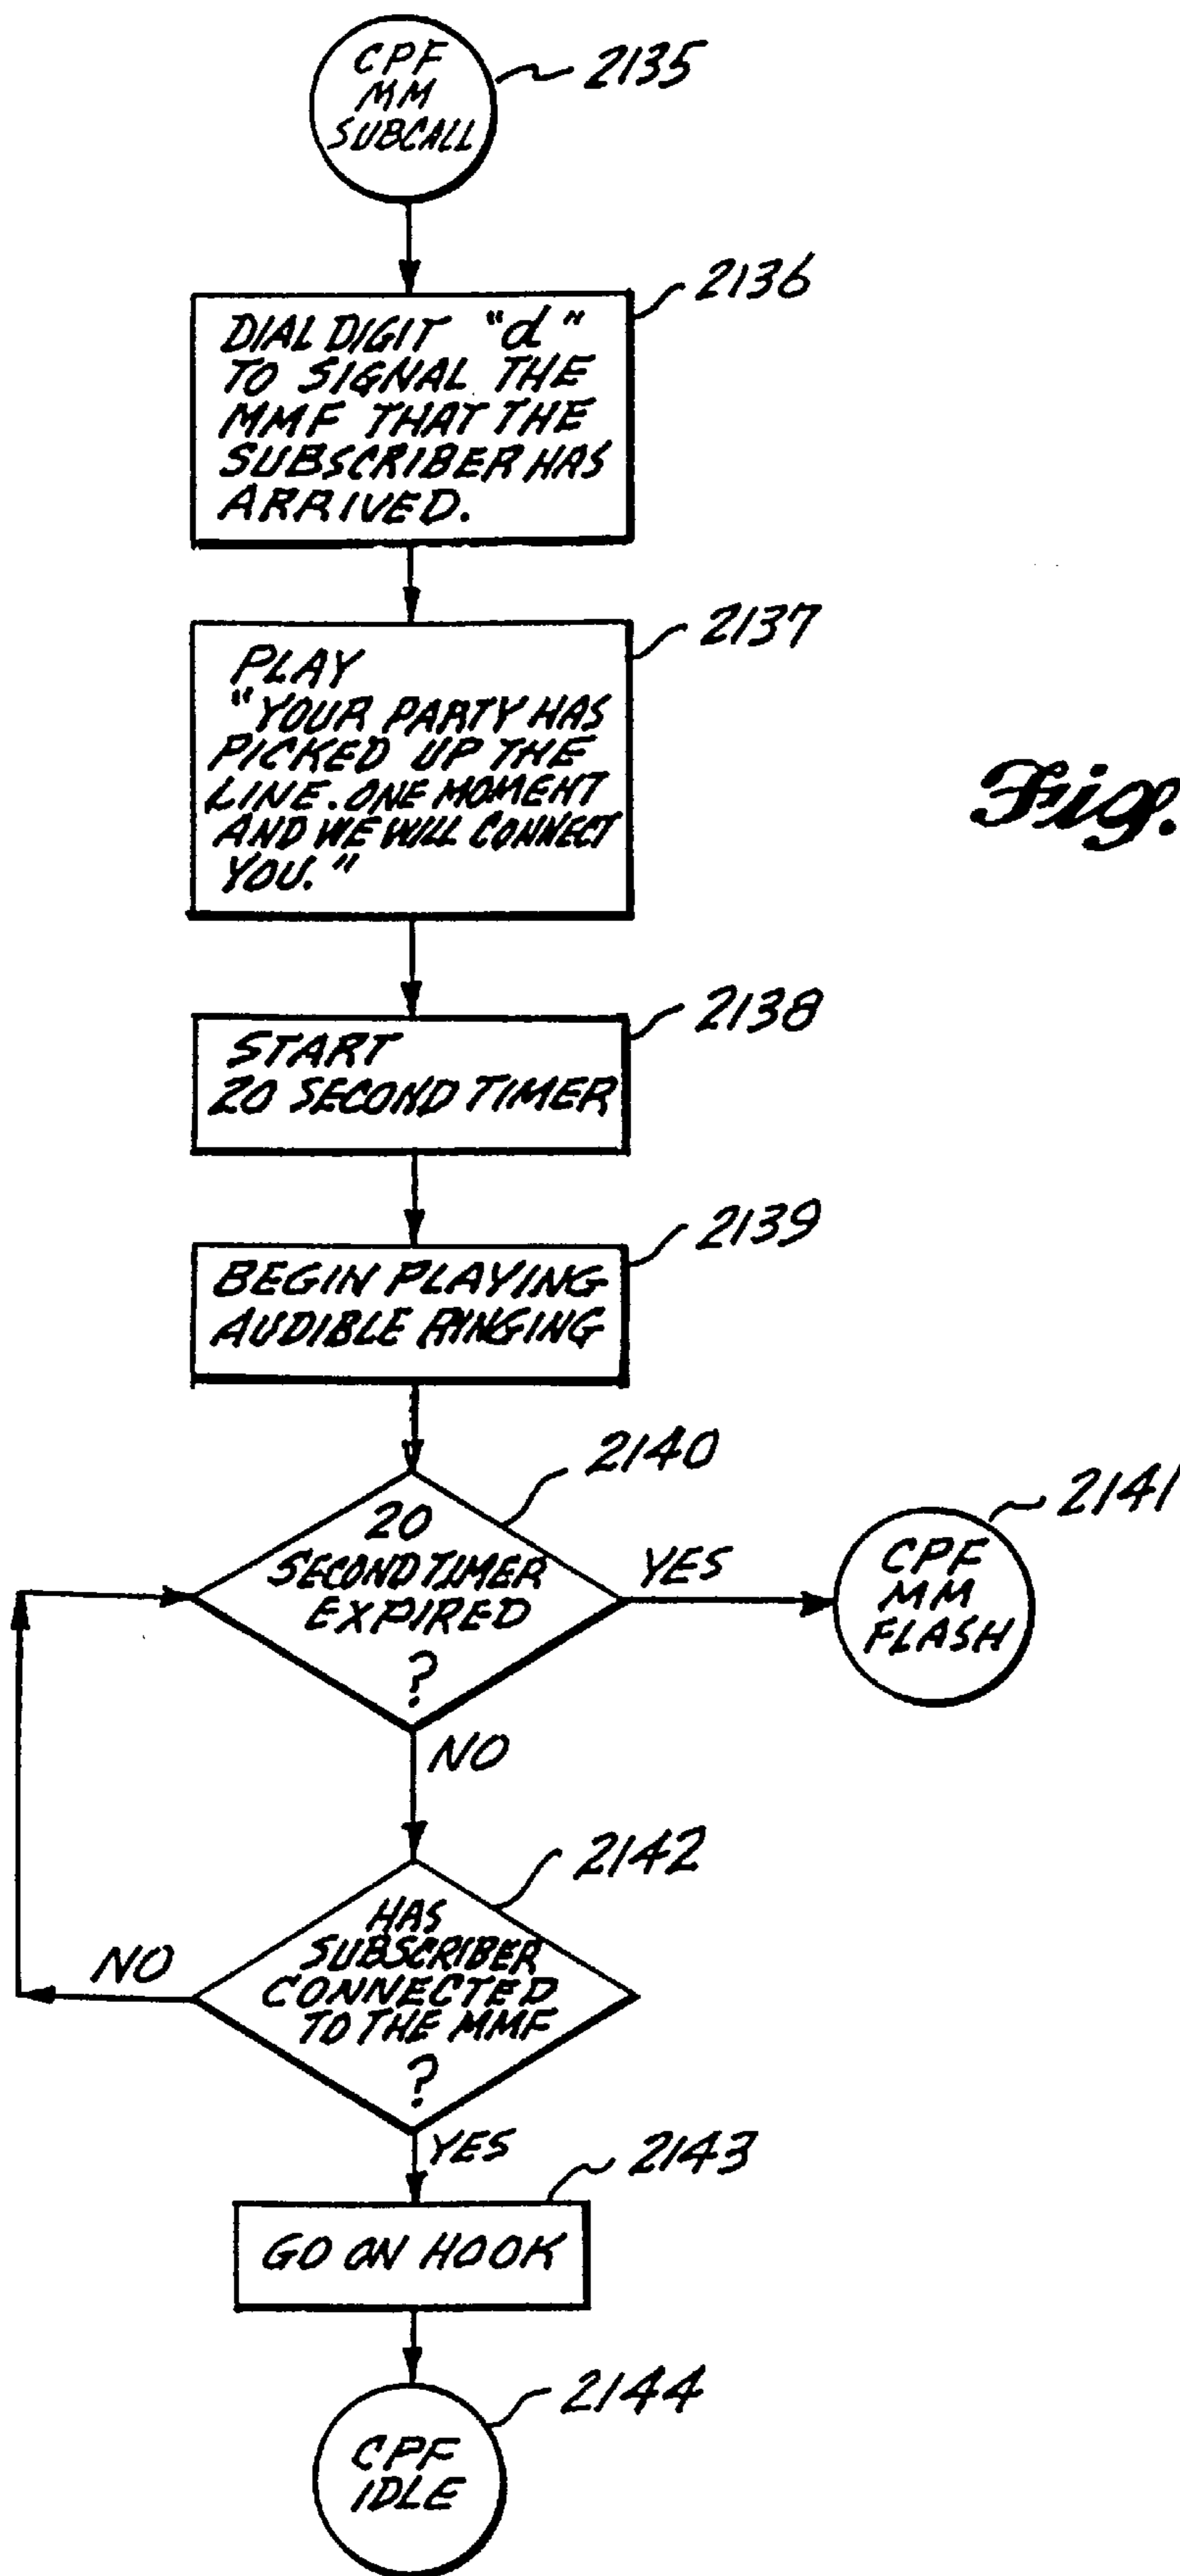 CPF
MM
SUBCALL
2135
2136
DIAL DIGIT "d"
TO SIGNAL THE
MMF THAT THE
SUBSCRIBER HAS
ARRIVED.
2137
PLAY
"YOUR PARTY HAS
PICKED UP THE
LINE. ONE MOMENT
AND WE WILL CONNECT
YOU."
Fig.
2138
START
20 SECOND TIMER
2139
BEGIN PLAYING
AUDIBLE RINGING
2140
20
SECOND TIMER
EXPIRED
?
YES
2141
CPF
MM
FLASH
NO
2142
HAS
SUBSCRIBER
CONNECTED
TO THE MMF
?
NO
YES
2143
GO ON HOOK
2144
CPF
IDLE